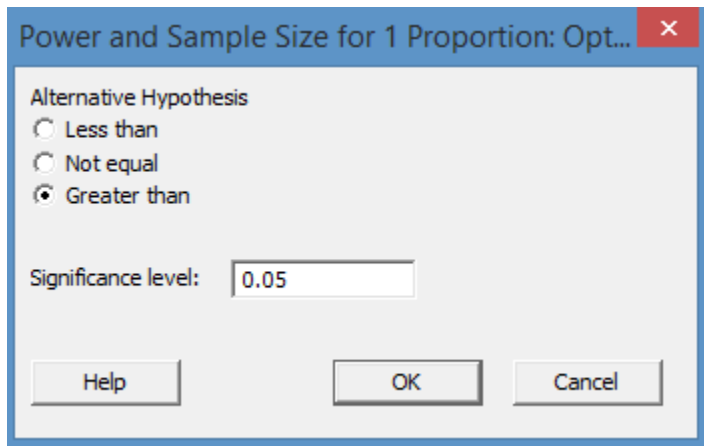 Power and Sample Size for 1 Proportion: Opt...
Alternative Hypothesis
Less than
Not equal
Greater than
Significance level: 0.05
Help OK Cancel